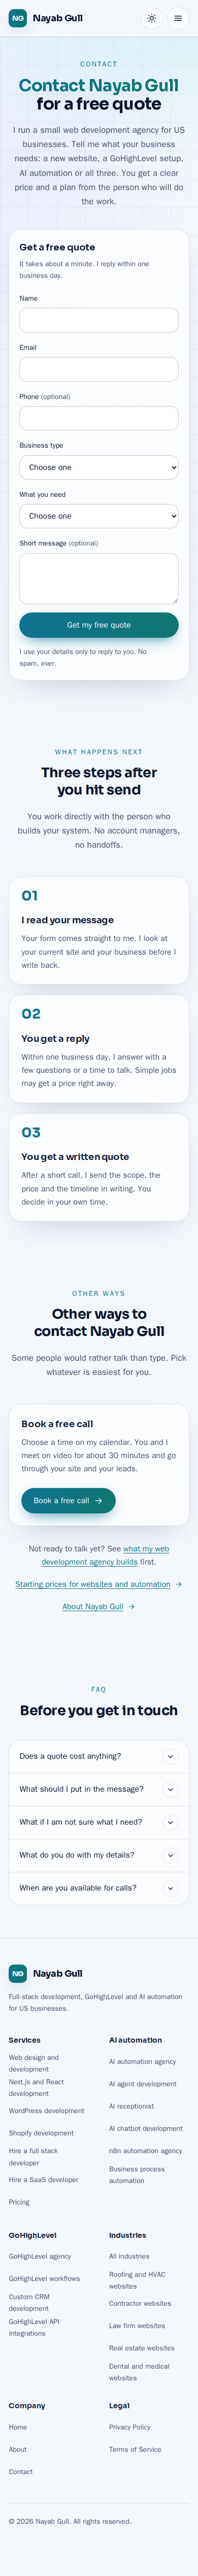 NG Nayab Gull
CONTACT
Contact Nayab Gull
for a free quote
I run a small web development agency for US
businesses. Tell me what your business
needs: a new website, a GoHighLevel setup,
AI automation or all three. You get a clear
price and a plan from the person who will do
the work.
Get a free quote
It takes about a minute. I reply within one
business day.
Name
Email
Phone (optional)
Business type
Choose one
What you need
Choose one
Short message (optional)
Get my free quote
I use your details only to reply to you. No
spam, ever.
WHAT HAPPENS NEXT
Three steps after
you hit send
You work directly with the person who
builds your system. No account managers,
no handoffs.
01
I read your message
Your form comes straight to me. I look at
your current site and your business before I
write back.
02
You get a reply
Within one business day, I answer with a
few questions or a time to talk. Simple jobs
may get a price right away.
03
You get a written quote
After a short call, I send the scope, the
price and the timeline in writing. You
decide in your own time.
OTHER WAYS
Other ways to
contact Nayab Gull
Some people would rather talk than type. Pick
whatever is easiest for you.
Book a free call
Choose a time on my calendar. You and I
meet on video for about 30 minutes and go
through your site and your leads.
Book a free call
Not ready to talk yet? See what my web
development agency builds first.
Starting prices for websites and automation
About Nayab Gull
FAQ
Before you get in touch
Does a quote cost anything?
What should I put in the message?
What if I am not sure what I need?
What do you do with my details?
When are you available for calls?
NG Nayab Gull
Full-stack development, GoHighLevel and AI automation
for US businesses.
Services
Web design and
development
Next.js and React
development
WordPress development
Shopify development
Hire a full stack
developer
Hire a SaaS developer
Pricing
AI automation
AI automation agency
AI agent development
AI receptionist
AI chatbot development
n8n automation agency
Business process
automation
GoHighLevel
GoHighLevel agency
GoHighLevel workflows
Custom CRM
development
GoHighLevel API
integrations
Industries
All industries
Roofing and HVAC
websites
Contractor websites
Law firm websites
Real estate websites
Dental and medical
websites
Company
Home
About
Contact
Legal
Privacy Policy
Terms of Service
© 2026 Nayab Gull. All rights reserved.